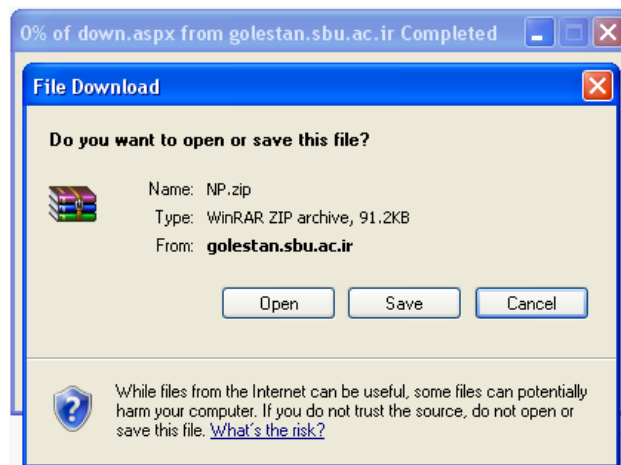 0% of down.aspx from golestan.sbu.ac.ir Completed
File Download
Do you want to open or save this file?
Name: NP.zip
Type: WinRAR ZIP archive, 91.2KB
From: golestan.sbu.ac.ir
Open Save Cancel
While files from the Internet can be useful, some files can potentially
harm your computer. If you do not trust the source, do not open or
save this file. What's the risk?